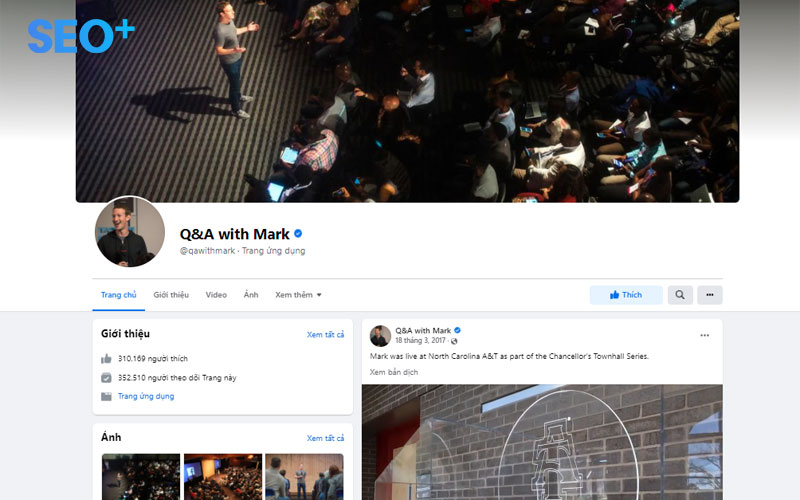 SEO+
Q&A with Mark
@qawithmark · Trang ứng dụng
Trang chủ
Giới thiệu
Video
Ảnh
Xem thêm
Thích
Giới thiệu
Xem tất cả
310.169 người thích
352.510 người theo dõi Trang này
Trang ứng dụng
Ảnh
Xem tất cả
Q&A with Mark
18 tháng 3, 2017 ·
Mark was live at North Carolina A&T as part of the Chancellor's Townhall Series.
Xem bản dịch